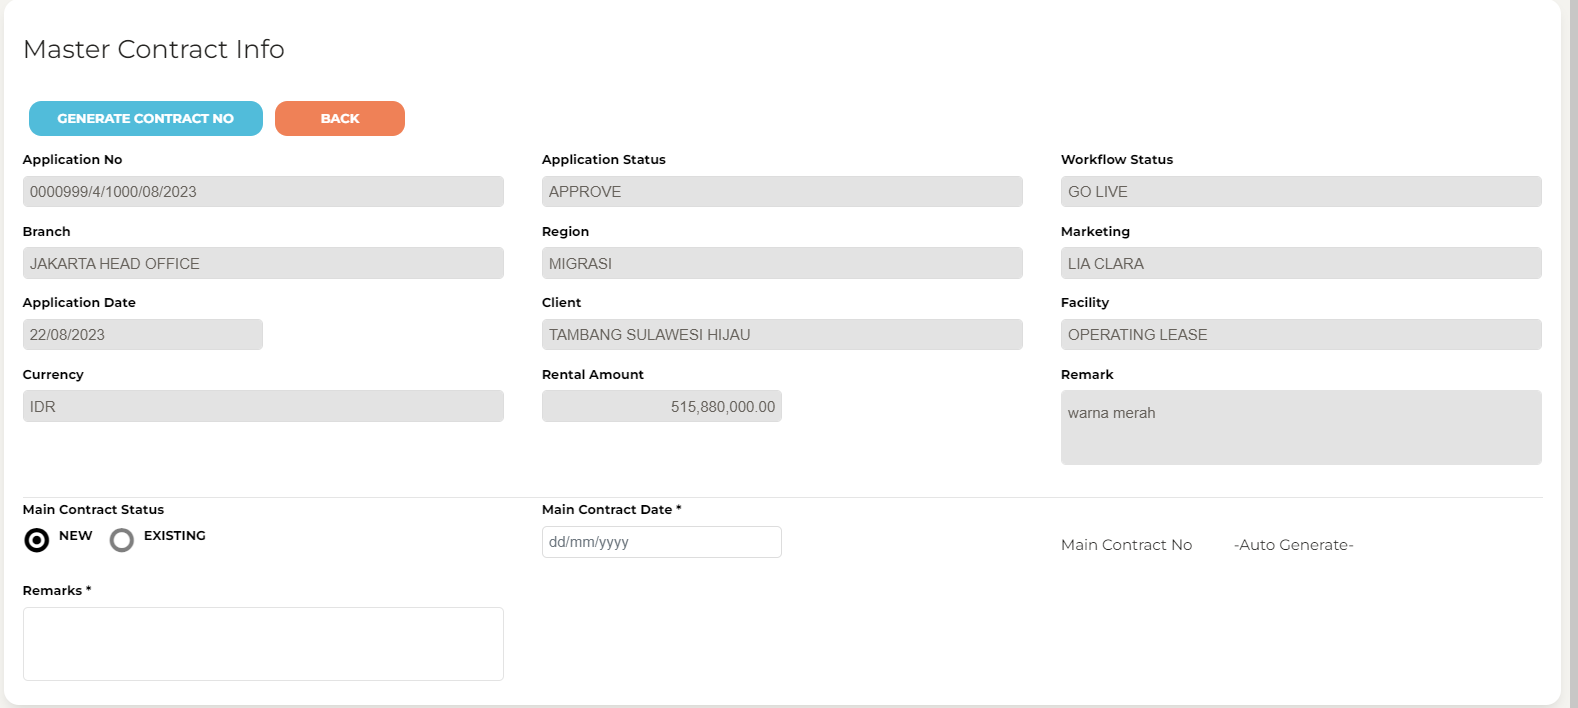 Master Contract Info
GENERATE CONTRACT NO BACK
Application No Application Status Workflow Status
0000999/4/1000/08/2023 APPROVE GO LIVE
Branch Region Marketing
JAKARTA HEAD OFFICE MIGRASI LIA CLARA
Application Date Client Facility
22/08/2023 TAMBANG SULAWESI HIJAU OPERATING LEASE
Currency Rental Amount Remark
IDR 515,880,000.00 warna merah
Main Contract Status Main Contract Date *
NEW EXISTING dd/mm/yyyy Main Contract No -Auto Generate-
Remarks *